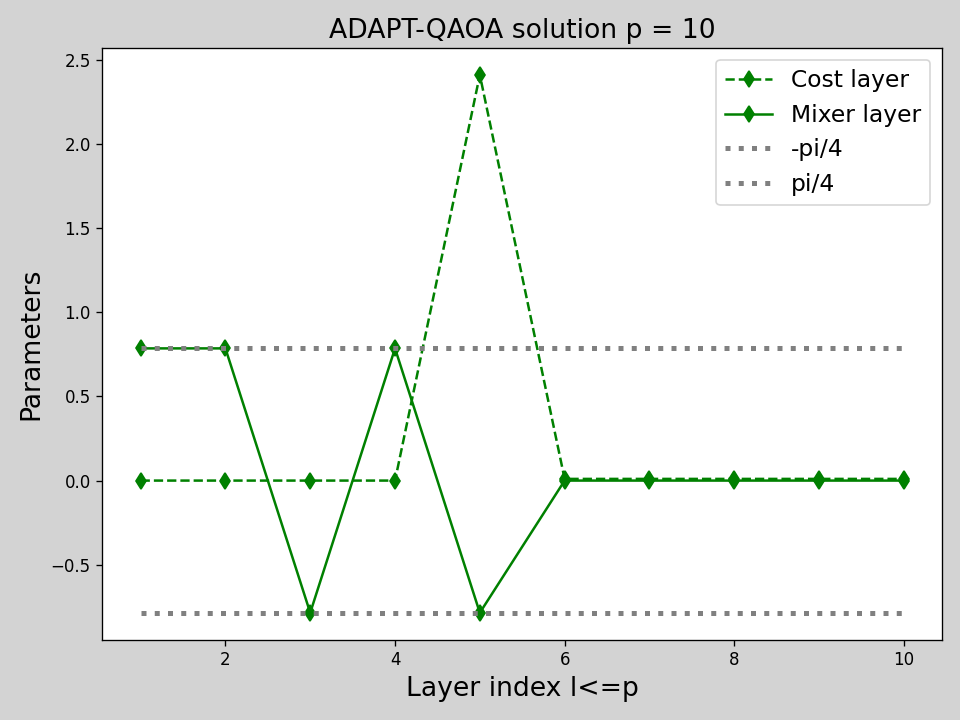 ADAPT-QAOA solution p = 10
Cost layer
Mixer layer
-pi/4
pi/4
2.5
2.0
1.5
1.0
0.5
0.0
−0.5
Parameters
2 4 6 8 10
Layer index l<=p